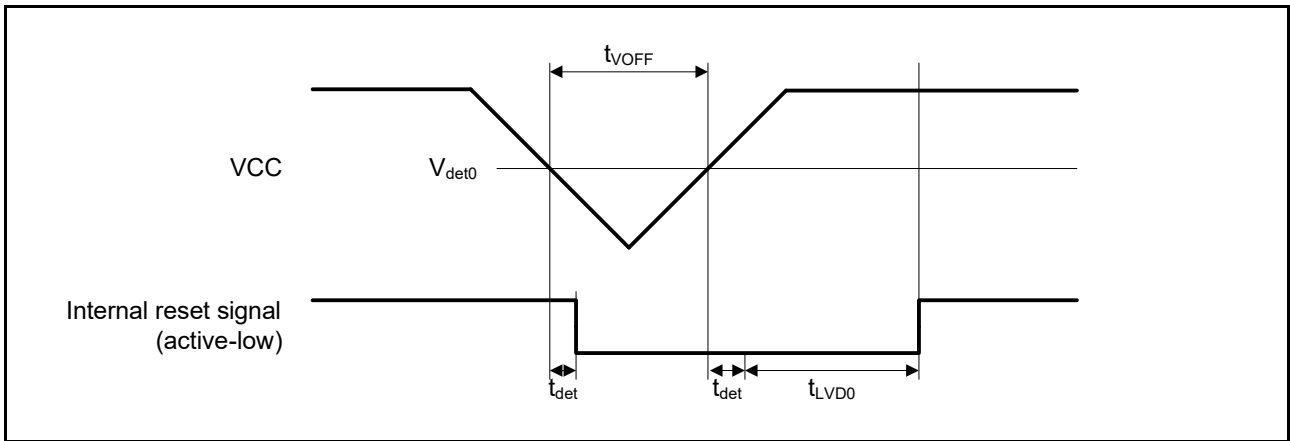 tVOFF
VCC
Vdet0
Internal reset signal
(active-low)
tdet
tdet
tLVD0